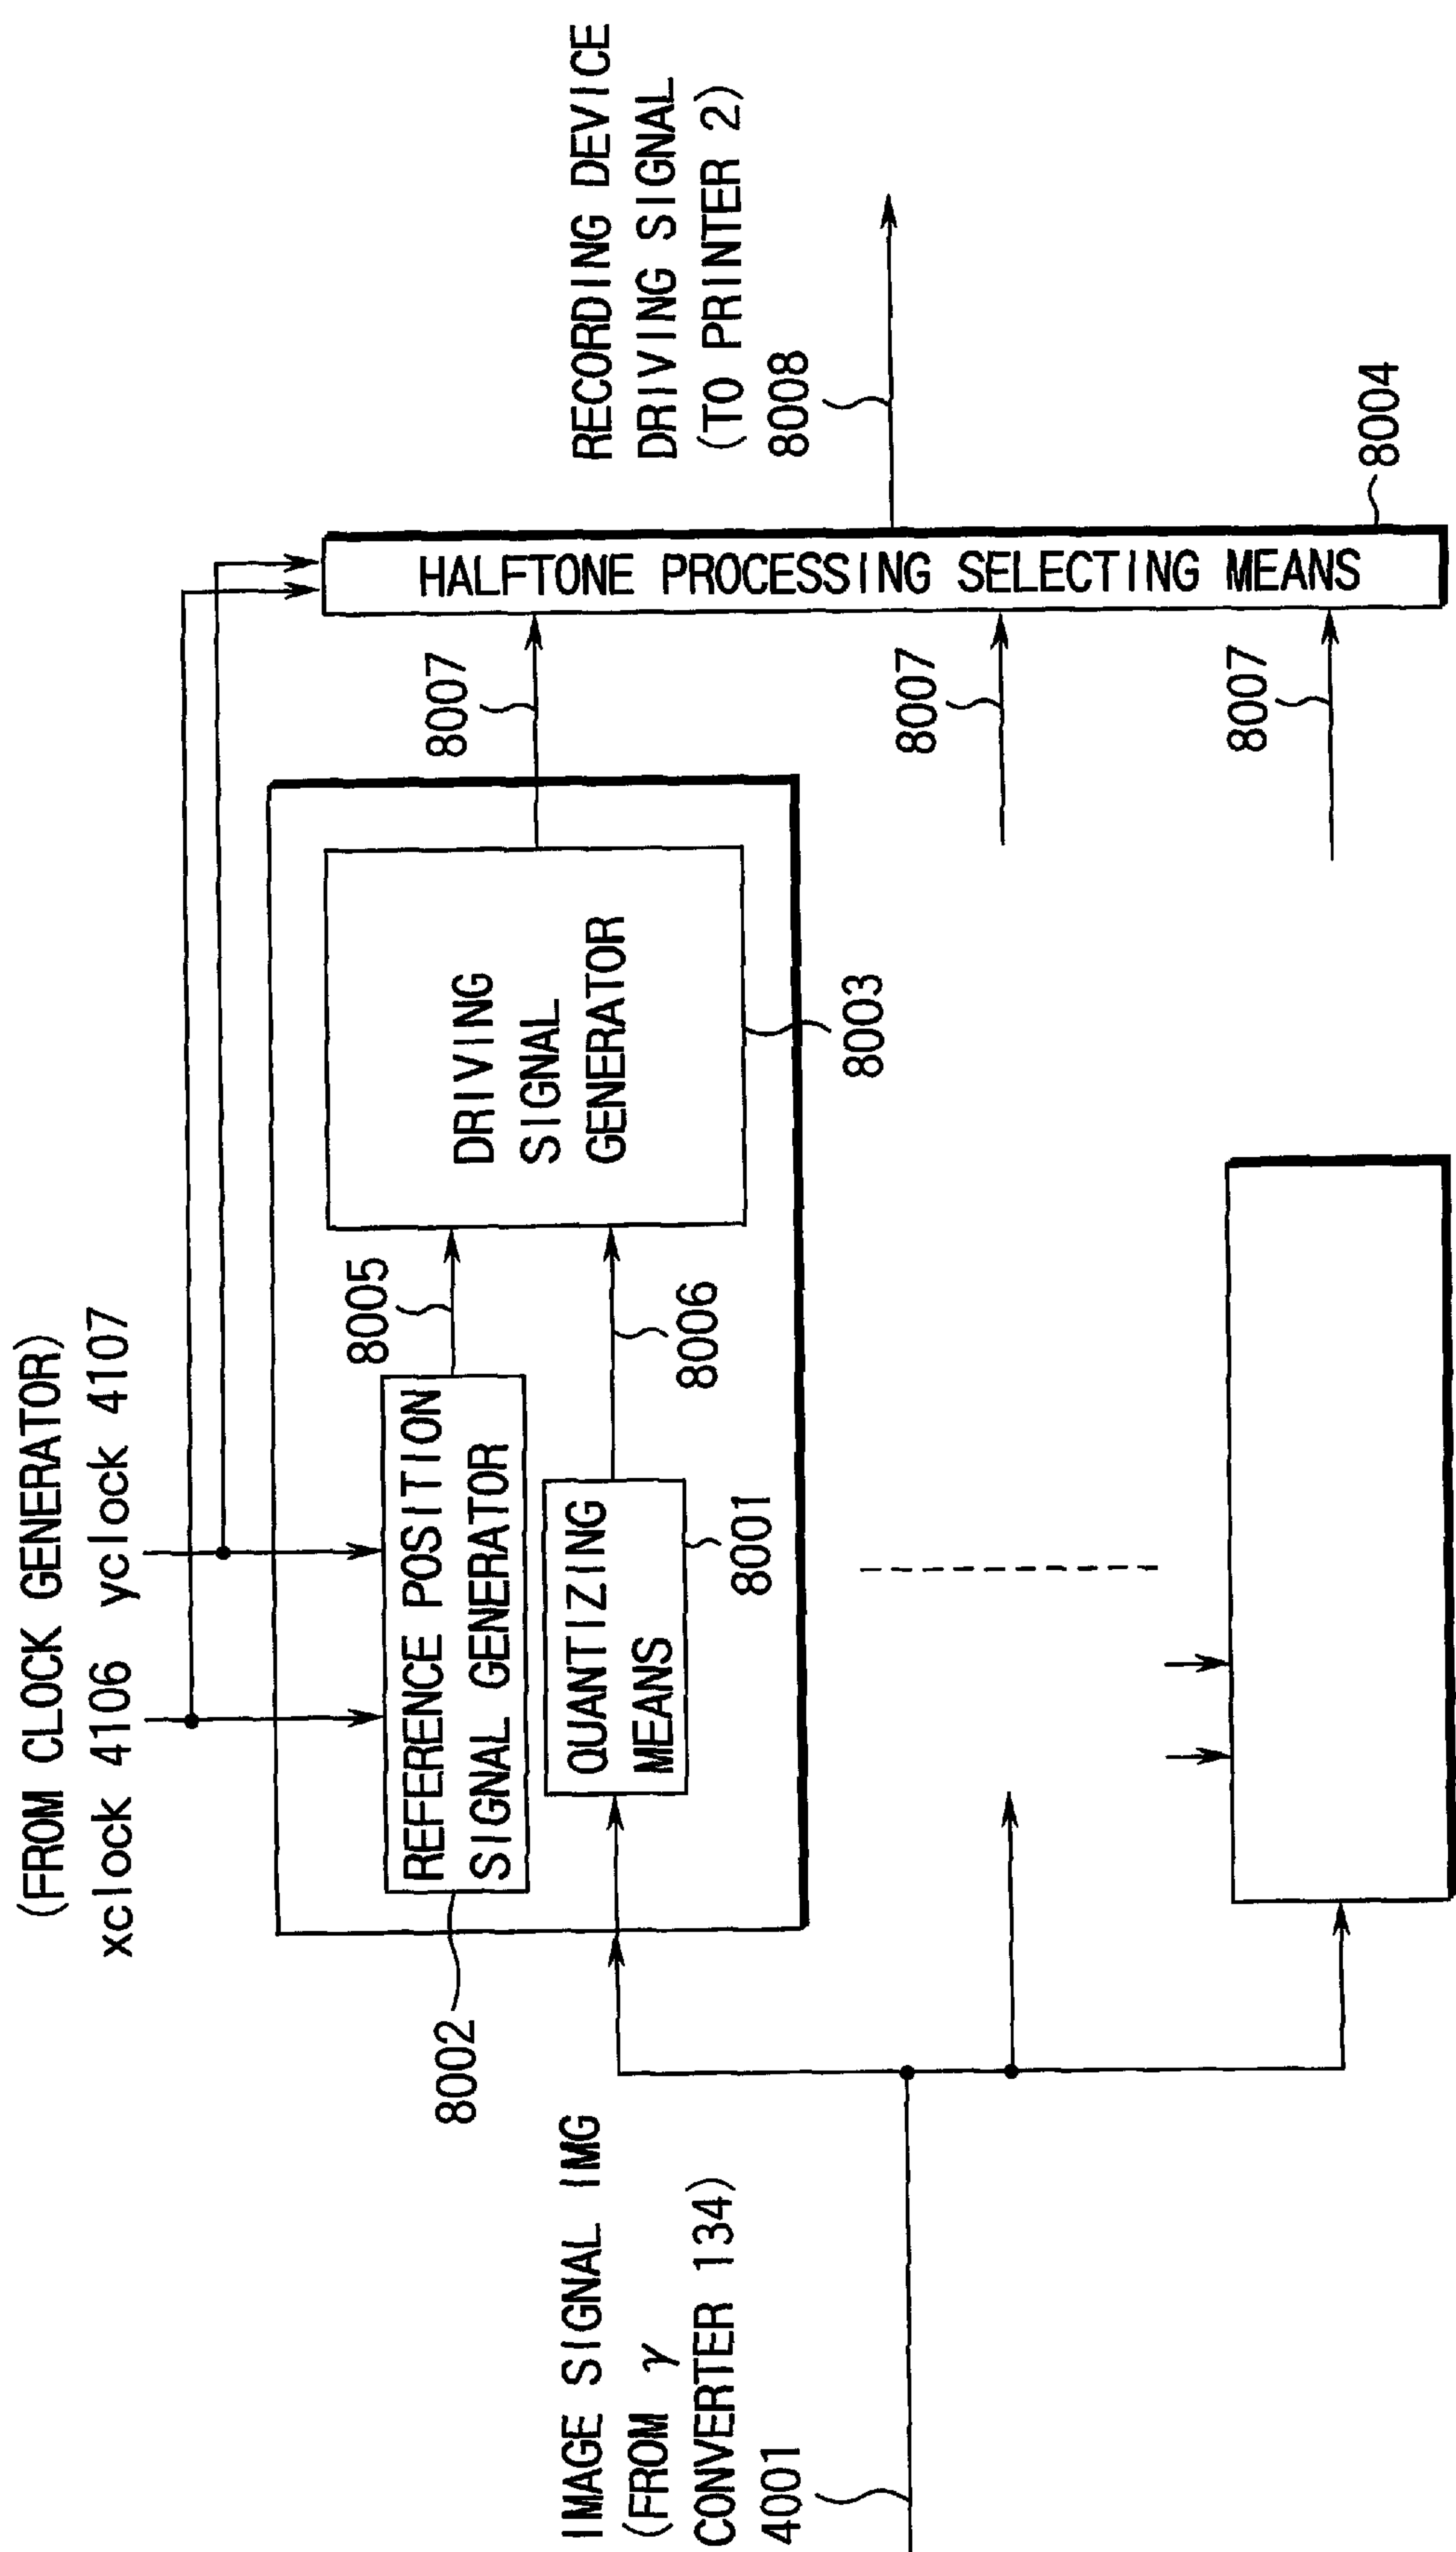 (FROM CLOCK GENERATOR)
xclock 4106 yclock 4107
IMAGE SIGNAL IMG
(FROM γ
CONVERTER 134)
4001
8002
REFERENCE POSITION
SIGNAL GENERATOR
QUANTIZING
MEANS
8001
8005
8006
DRIVING
SIGNAL
GENERATOR
8003
8007
8007
8007
HALFTONE PROCESSING SELECTING MEANS
8004
RECORDING DEVICE
DRIVING SIGNAL
(TO PRINTER 2)
8008